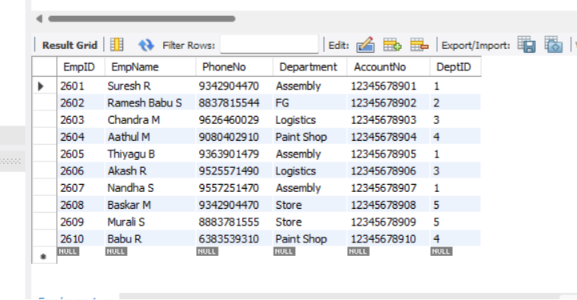 Result Grid Filter Rows: Edit: Export/Import:
EmpID EmpName PhoneNo Department AccountNo DeptID
2601 Suresh R 9342904470 Assembly 12345678901 1
2602 Ramesh Babu S 8837815544 FG 12345678902 2
2603 Chandra M 9626460029 Logistics 12345678903 3
2604 Aathul M 9080402910 Paint Shop 12345678904 4
2605 Thiyagu B 9363901479 Assembly 12345678905 1
2606 Akash R 9525571490 Logistics 12345678906 3
2607 Nandha S 9557251470 Assembly 12345678907 1
2608 Baskar M 9342904470 Store 12345678908 5
2609 Murali S 8883781555 Store 12345678909 5
2610 Babu R 6383539310 Paint Shop 12345678910 4
NULL NULL NULL NULL NULL NULL